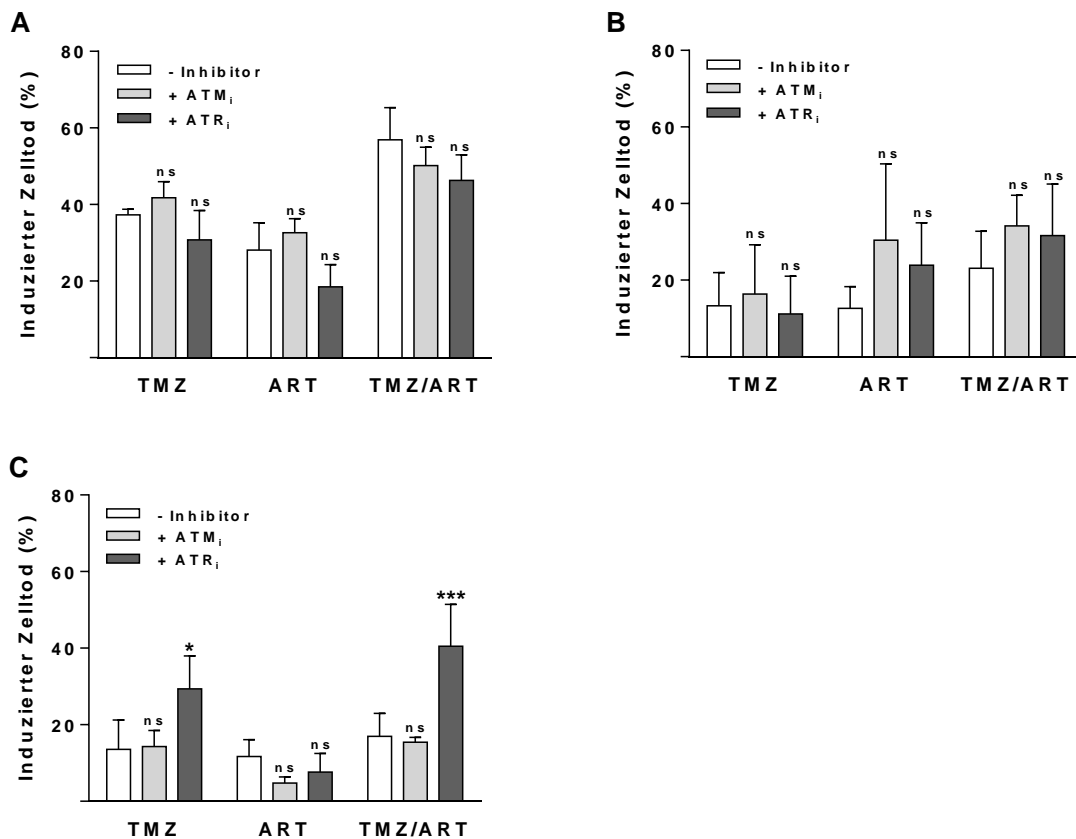 A
Induzierter Zelltod (%)
80
60
40
20
- Inhibitor
+ ATMi
+ ATRi
ns
ns
ns
ns
ns
ns
TMZ
ART
TMZ/ART
B
Induzierter Zelltod (%)
80
60
40
20
- Inhibitor
+ ATMi
+ ATRi
ns
ns
ns
ns
ns
ns
TMZ
ART
TMZ/ART
C
Induzierter Zelltod (%)
80
60
40
20
- Inhibitor
+ ATMi
+ ATRi
ns
*
ns
ns
ns
***
TMZ
ART
TMZ/ART